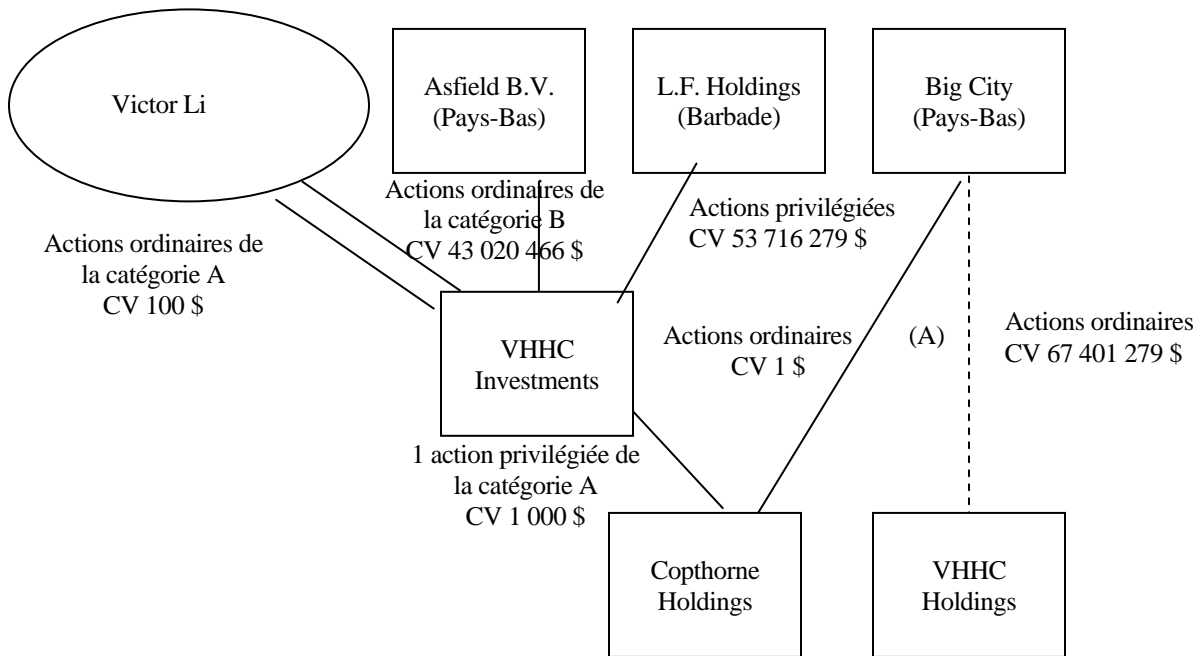 Victor Li
Asfield B.V.
(Pays-Bas)
L.F. Holdings
(Barbade)
Big City
(Pays-Bas)
Actions ordinaires de
la catégorie A
CV 100 $
Actions ordinaires de
la catégorie B
CV 43 020 466 $
Actions privilégiées
CV 53 716 279 $
VHHC
Investments
Actions ordinaires
CV 1 $
(A)
Actions ordinaires
CV 67 401 279 $
1 action privilégiée de
la catégorie A
CV 1 000 $
Copthorne
Holdings
VHHC
Holdings